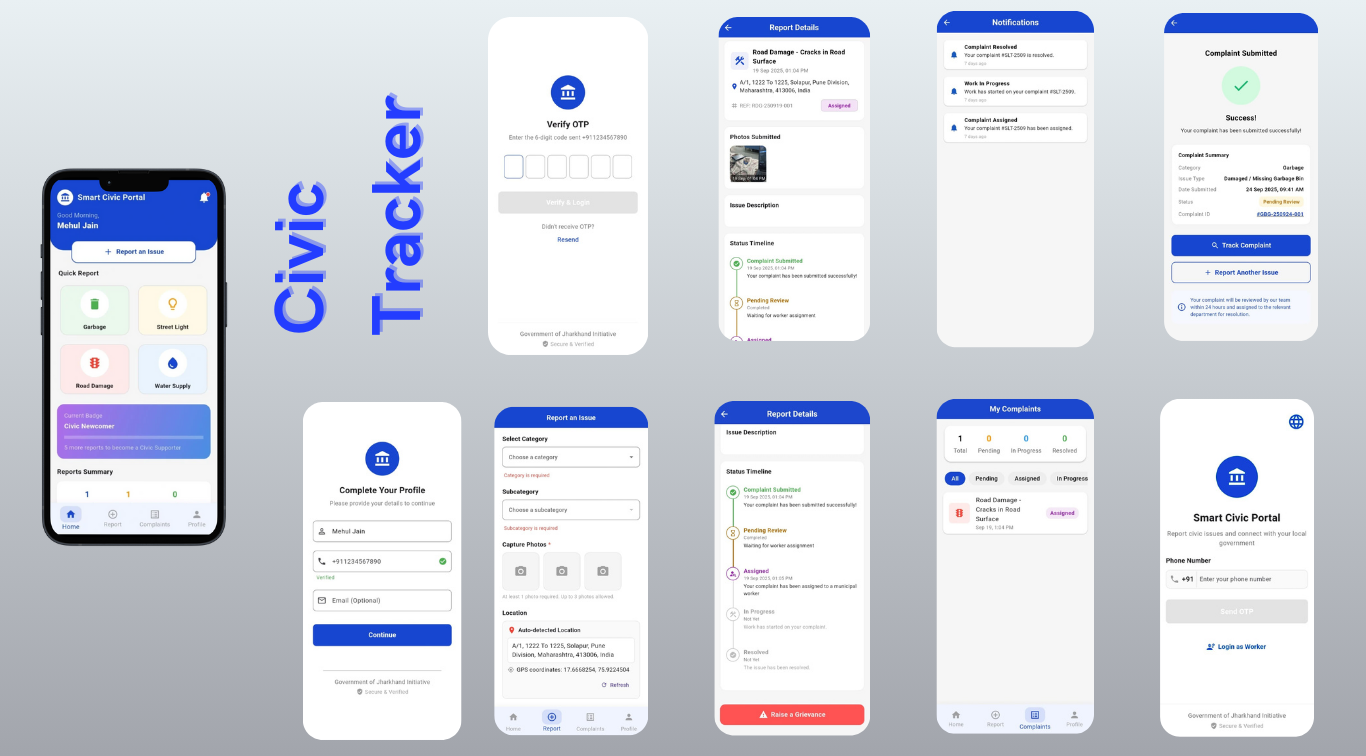 Smart Civic Portal
Good Morning,
Mehul Jain
+ Report an Issue
Quick Report
Garbage
Street Light
Road Damage
Water Supply
Current Badge
Civic Newcomer
5 more reports to become a Civic Supporter
Reports Summary
1
1
0
Home
Report
Complaints
Profile
Civic
Tracker
Verify OTP
Enter the 6-digit code sent +911234567890
Verify & Login
Didn't receive OTP?
Resend
Government of Jharkhand Initiative
Secure & Verified
Report Details
Road Damage - Cracks in Road
Surface
19 Sep 2025, 01:04 PM
A/1, 1222 To 1225, Solapur, Pune Division,
Maharashtra, 413006, India
# REF: RDG-250919-001
Assigned
Photos Submitted
Issue Description
Status Timeline
Complaint Submitted
19 Sep 2025, 01:04 PM
Your complaint has been submitted successfully!
Pending Review
Completed
Waiting for worker assignment
Assigned
Notifications
Complaint Resolved
Your complaint #SLT-2509 is resolved.
7 days ago
Work In Progress
Work has started on your complaint #SLT-2509.
7 days ago
Complaint Assigned
Your complaint #SLT-2509 has been assigned.
7 days ago
Complaint Submitted
Success!
Your complaint has been submitted successfully!
Complaint Summary
Category Garbage
Issue Type Damaged / Missing Garbage Bin
Date Submitted 24 Sep 2025, 09:41 AM
Status Pending Review
Complaint ID #GBG-250924-001
Track Complaint
+ Report Another Issue
Your complaint will be reviewed by our team
within 24 hours and assigned to the relevant
department for resolution.
Complete Your Profile
Please provide your details to continue
Mehul Jain
+911234567890
Verified
Email (Optional)
Continue
Government of Jharkhand Initiative
Secure & Verified
Report an Issue
Select Category
Choose a category
Category is required
Subcategory
Choose a subcategory
Subcategory is required
Capture Photos *
At least 1 photo required. Up to 3 photos allowed.
Location
Auto-detected Location
A/1, 1222 To 1225, Solapur, Pune
Division, Maharashtra, 413006, India
GPS coordinates: 17.6668254, 75.9224504
Refresh
Home
Report
Complaints
Profile
Report Details
Issue Description
Status Timeline
Complaint Submitted
19 Sep 2025, 01:04 PM
Your complaint has been submitted successfully!
Pending Review
Completed
Waiting for worker assignment
Assigned
19 Sep 2025, 01:05 PM
Your complaint has been assigned to a municipal
worker
In Progress
Not Yet
Work has started on your complaint.
Resolved
Not Yet
The issue has been resolved.
Raise a Grievance
My Complaints
1
0
0
0
Total
Pending
In Progress
Resolved
All
Pending
Assigned
In Progress
Road Damage -
Cracks in Road
Surface
Sep 19, 1:04 PM
Assigned
Home
Report
Complaints
Profile
Smart Civic Portal
Report civic issues and connect with your local
government
Phone Number
+91 Enter your phone number
Send OTP
Login as Worker
Government of Jharkhand Initiative
Secure & Verified